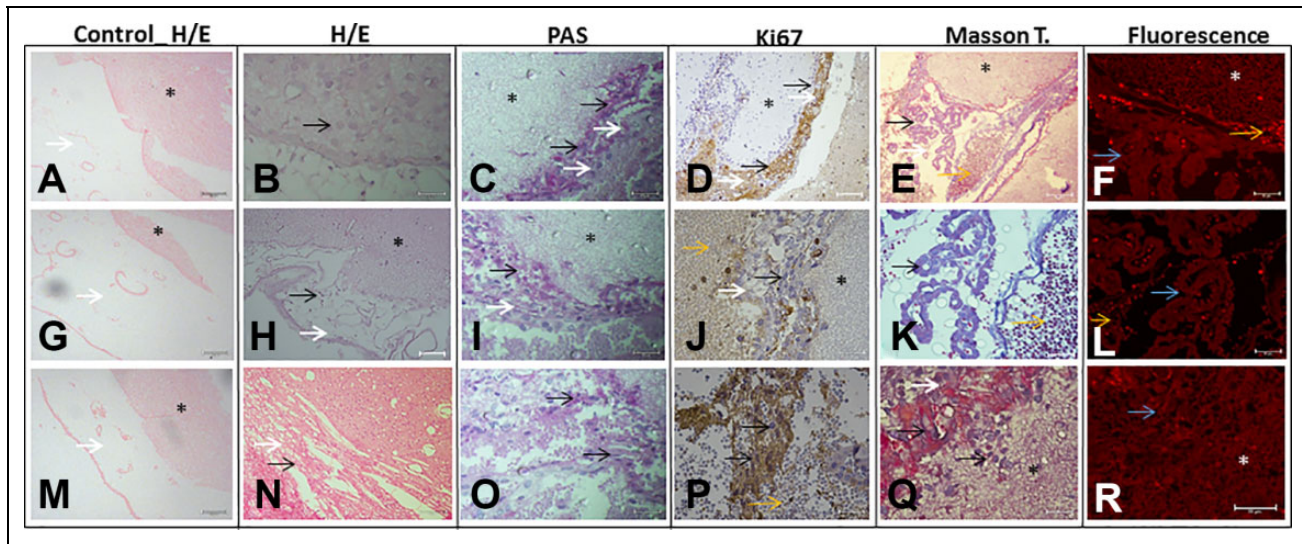 Control_H/E H/E PAS Ki67 Masson T. Fluorescence
A B C D E F
G H I J K L
M N O P Q R